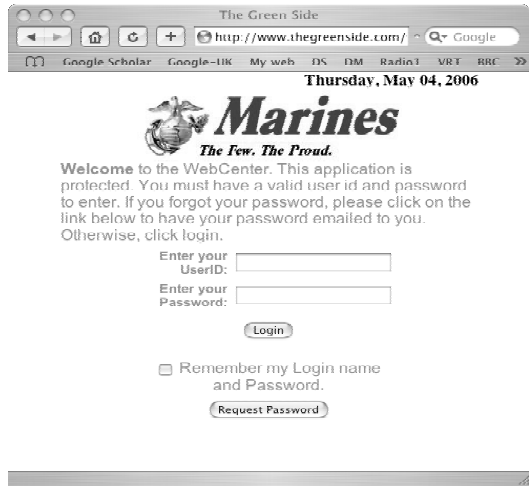 The Green Side
http://www.thegreenside.com/
Google
Google Scholar Google-UK My web DS DM Radio3 VRT BBC
Thursday, May 04, 2006
Marines
The Few. The Proud.
Welcome to the WebCenter. This application is
protected. You must have a valid user id and password
to enter. If you forgot your password, please click on the
link below to have your password emailed to you.
Otherwise, click login.
Enter your
UserID:
Enter your
Password:
Login
Remember my Login name
and Password.
Request Password